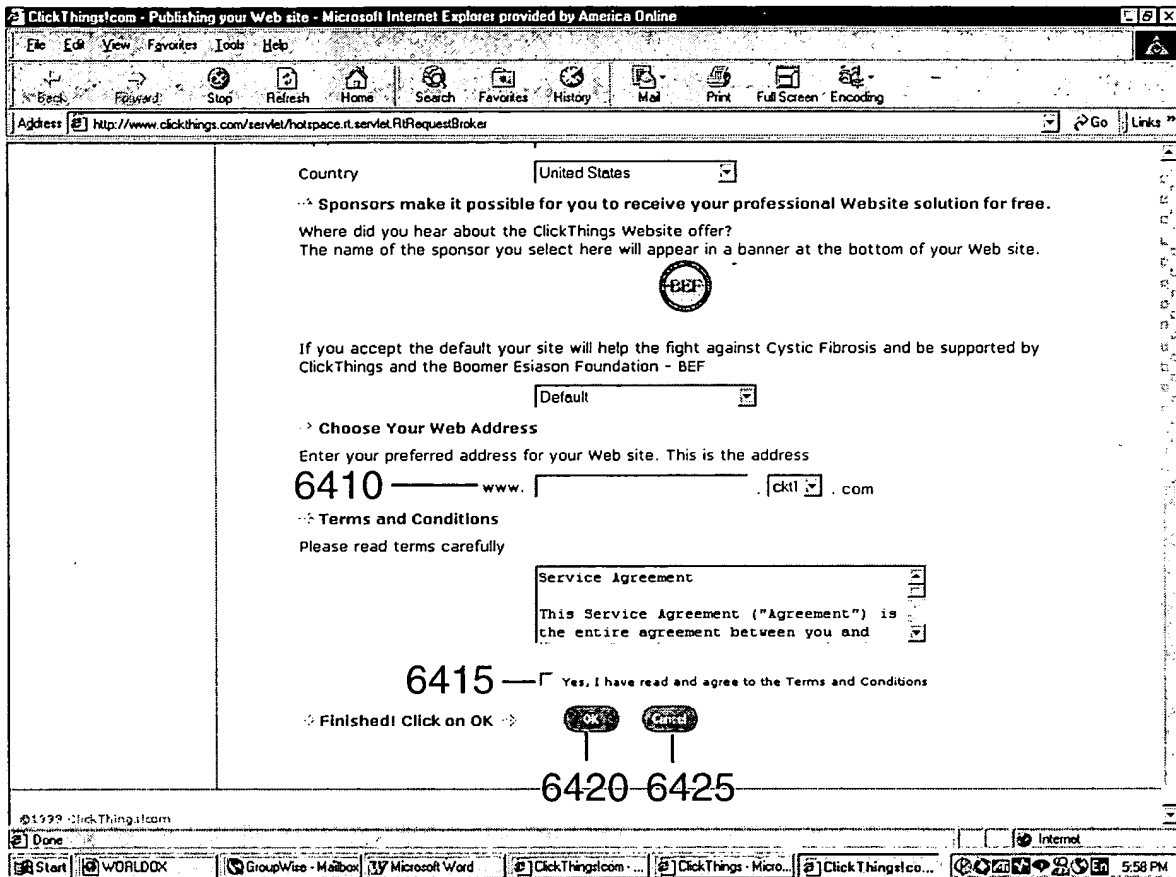 ClickThings!com - Publishing your Web site - Microsoft Internet Explorer provided by America Online
File Edit View Favorites Tools Help
Back Forward Stop Refresh Home Search Favorites History Mail Print Full Screen Encoding
Address http://www.clickthings.com/servlet/hotspace.rt.servlet.RtRequestBroker Go Links »
Country United States
Sponsors make it possible for you to receive your professional Website solution for free.
Where did you hear about the ClickThings Website offer?
The name of the sponsor you select here will appear in a banner at the bottom of your Web site.
BEF
If you accept the default your site will help the fight against Cystic Fibrosis and be supported by
ClickThings and the Boomer Esiason Foundation - BEF
Default
Choose Your Web Address
Enter your preferred address for your Web site. This is the address
6410 www. . ckt1 . com
Terms and Conditions
Please read terms carefully
Service Agreement
This Service Agreement ("Agreement") is
the entire agreement between you and
6415 Yes, I have read and agree to the Terms and Conditions
Finished! Click on OK OK Cancel
6420 6425
©1999 ClickThings!com
Done Internet
Start WORLDOX GroupWise - Mailbox Microsoft Word ClickThings!com - ... ClickThings - Micro... ClickThings!co... En 5:58 PM